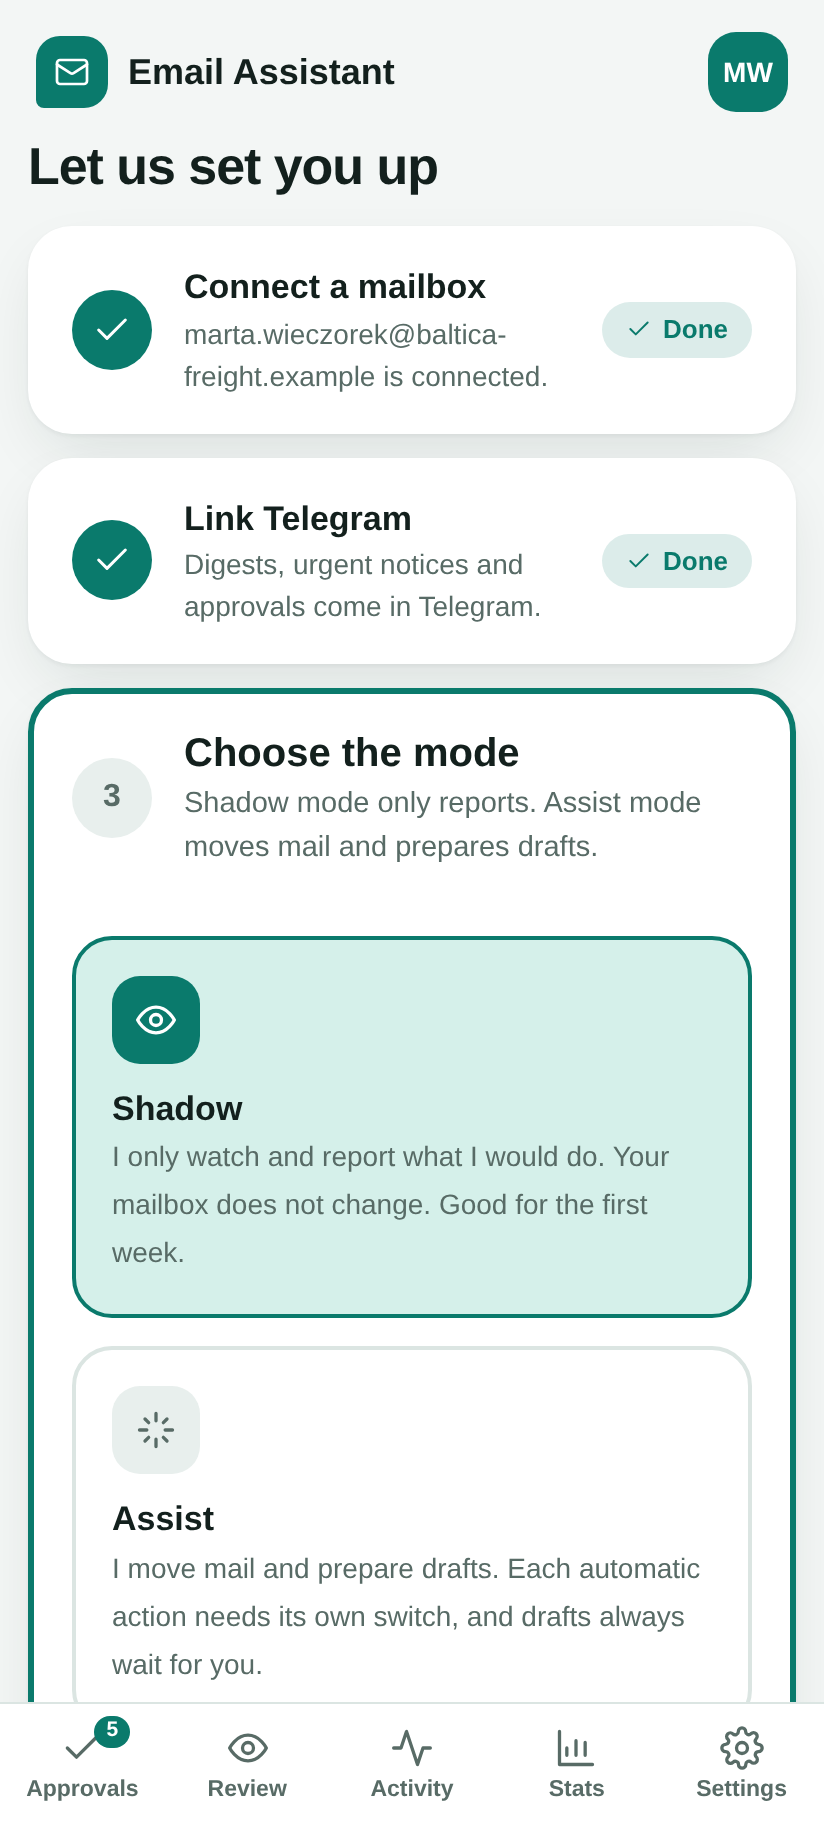 Email Assistant
MW
Let us set you up
Connect a mailbox
marta.wieczorek@baltica-
freight.example is connected.
Done
Link Telegram
Digests, urgent notices and
approvals come in Telegram.
Done
3
Choose the mode
Shadow mode only reports. Assist mode
moves mail and prepares drafts.
Shadow
I only watch and report what I would do. Your
mailbox does not change. Good for the first
week.
Assist
I move mail and prepare drafts. Each automatic
action needs its own switch, and drafts always
wait for you.
5
Approvals
Review
Activity
Stats
Settings